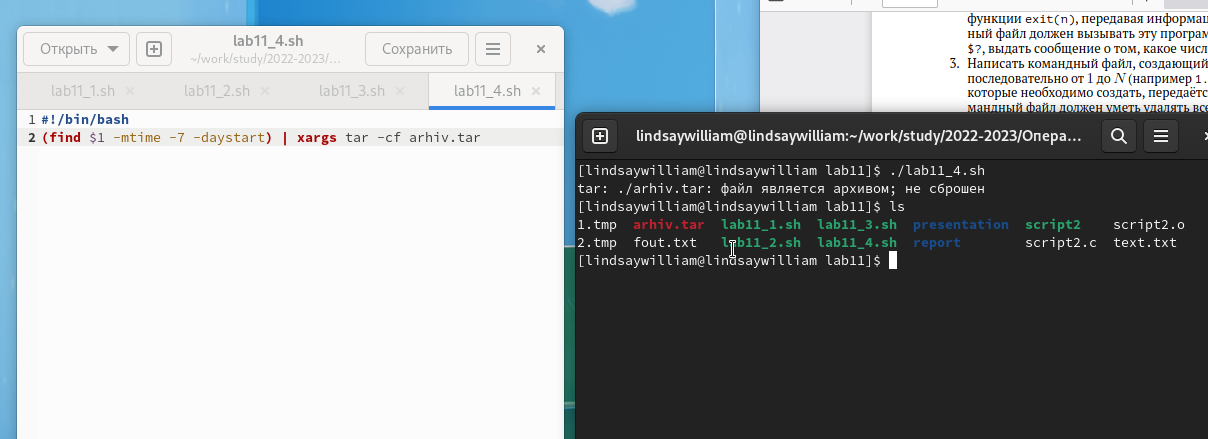 Открыть
lab11_4.sh
~/work/study/2022-2023/...
Сохранить
lab11_1.sh
lab11_2.sh
lab11_3.sh
lab11_4.sh
1 #!/bin/bash
2 (find $1 -mtime -7 -daystart) | xargs tar -cf arhiv.tar
функции exit(n), передавая информац
ный файл должен вызывать эту програм
$?, выдать сообщение о том, какое числ
3. Написать командный файл, создающий
последовательно от 1 до N (например 1.
которые необходимо создать, передаётс
мандный файл должен уметь удалять все
lindsaywilliam@lindsaywilliam:~/work/study/2022-2023/Опера...
[lindsaywilliam@lindsaywilliam lab11]$ ./lab11_4.sh
tar: ./arhiv.tar: файл является архивом; не сброшен
[lindsaywilliam@lindsaywilliam lab11]$ ls
1.tmp arhiv.tar lab11_1.sh lab11_3.sh presentation script2 script2.o
2.tmp fout.txt lab11_2.sh lab11_4.sh report script2.c text.txt
[lindsaywilliam@lindsaywilliam lab11]$